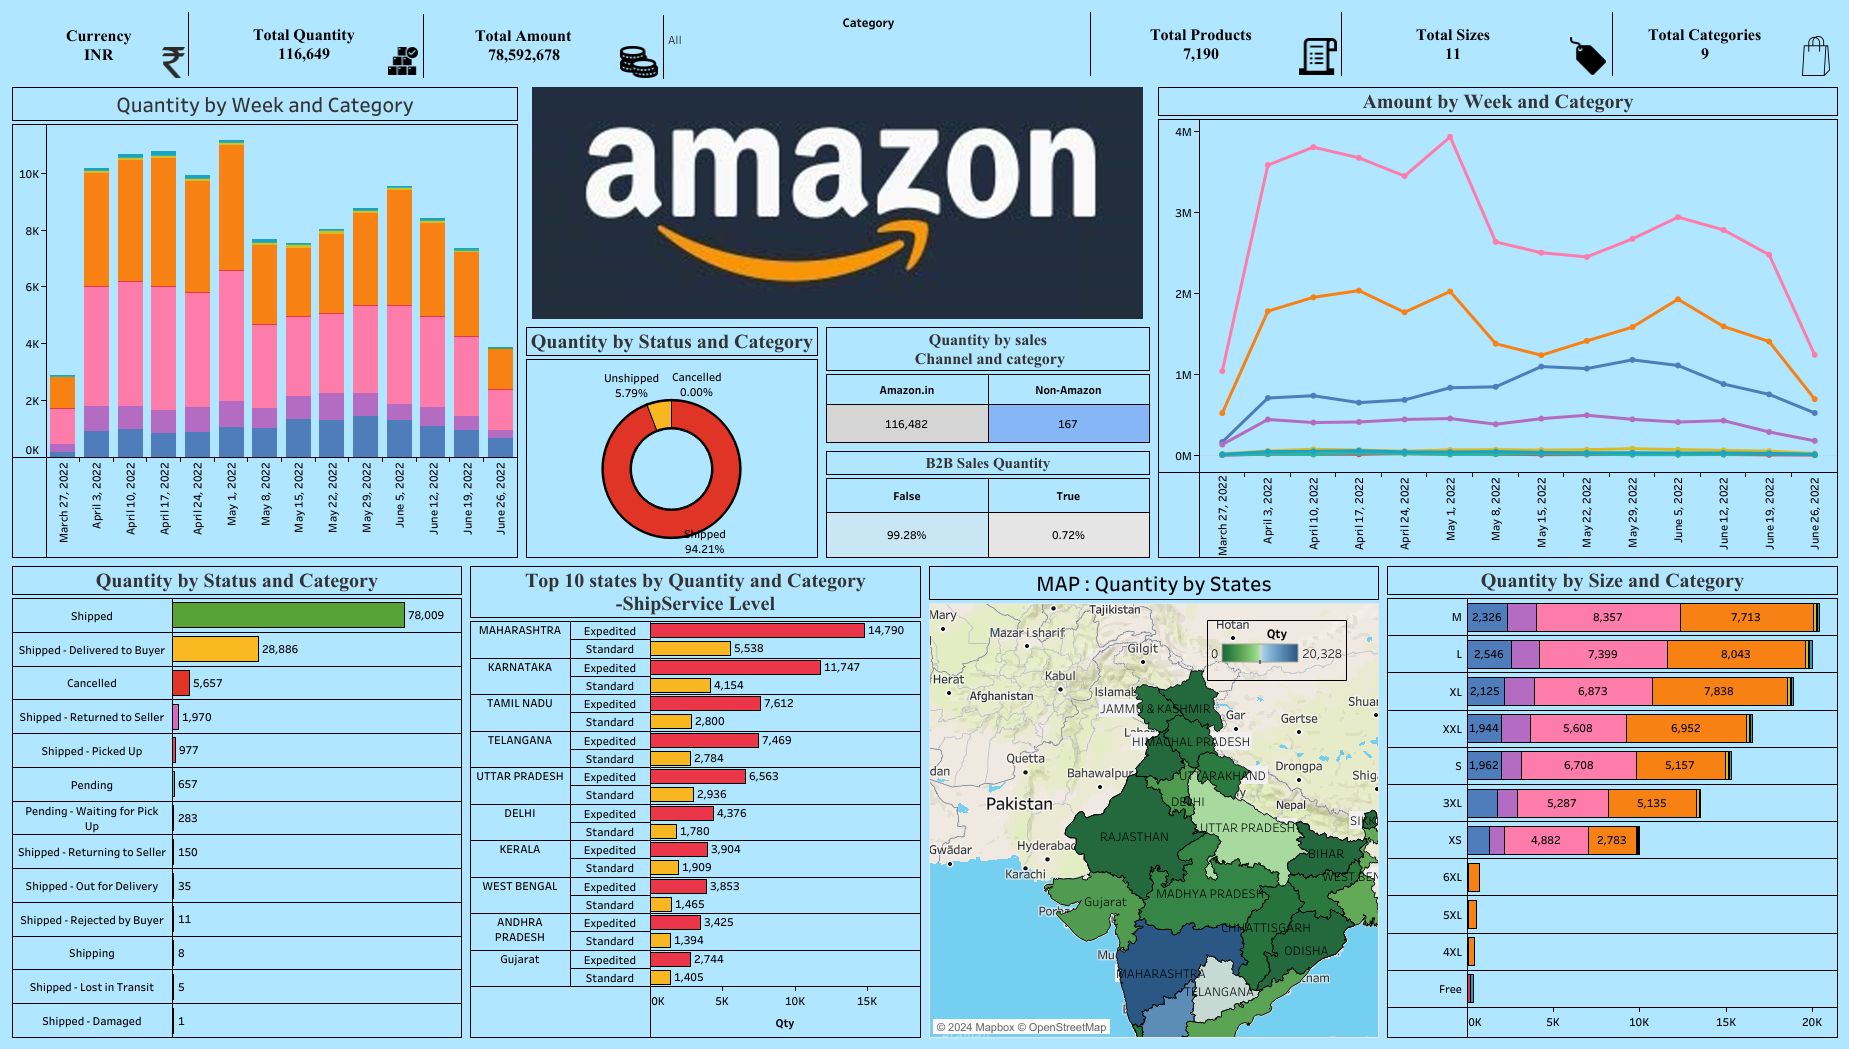 Currency
INR
Total Quantity
116,649
Total Amount
78,592,678
Category
All
Total Products
7,190
Total Sizes
11
Total Categories
9
Quantity by Week and Category
10K
8K
6K
4K
2K
0K
March 27, 2022
April 3, 2022
April 10, 2022
April 17, 2022
April 24, 2022
May 1, 2022
May 8, 2022
May 15, 2022
May 22, 2022
May 29, 2022
June 5, 2022
June 12, 2022
June 19, 2022
June 26, 2022
amazon
Quantity by Status and Category
Unshipped
5.79%
Cancelled
0.00%
Shipped
94.21%
Quantity by sales
Channel and category
Amazon.in Non-Amazon
116,482 167
B2B Sales Quantity
False True
99.28% 0.72%
Amount by Week and Category
4M
3M
2M
1M
0M
March 27, 2022
April 3, 2022
April 10, 2022
April 17, 2022
April 24, 2022
May 1, 2022
May 8, 2022
May 15, 2022
May 22, 2022
May 29, 2022
June 5, 2022
June 12, 2022
June 19, 2022
June 26, 2022
Quantity by Status and Category
Shipped 78,009
Shipped - Delivered to Buyer 28,886
Cancelled 5,657
Shipped - Returned to Seller 1,970
Shipped - Picked Up 977
Pending 657
Pending - Waiting for Pick
Up 283
Shipped - Returning to Seller 150
Shipped - Out for Delivery 35
Shipped - Rejected by Buyer 11
Shipping 8
Shipped - Lost in Transit 5
Shipped - Damaged 1
Top 10 states by Quantity and Category
-ShipService Level
MAHARASHTRA Expedited 14,790
Standard 5,538
KARNATAKA Expedited 11,747
Standard 4,154
TAMIL NADU Expedited 7,612
Standard 2,800
TELANGANA Expedited 7,469
Standard 2,784
UTTAR PRADESH Expedited 6,563
Standard 2,936
DELHI Expedited 4,376
Standard 1,780
KERALA Expedited 3,904
Standard 1,909
WEST BENGAL Expedited 3,853
Standard 1,465
ANDHRA
PRADESH Expedited 3,425
Standard 1,394
Gujarat Expedited 2,744
Standard 1,405
0K 5K 10K 15K
Qty
MAP : Quantity by States
Mary
Tajikistan
Hotan
Mazar i sharif
Gilgit
Qty
0 20,328
Herat
Kabul
Afghanistan
Islamab
JAMMU & KASHMIR
Gar
Gertse
Shuar
Laho
HIMACHAL PRADESH
dan
Quetta
Bahawalpur
UTTARAKHAND
Drongpa
Shig
Pakistan
DELHI
Nepal
SIKK
Gwadar
Hyderabad
RAJASTHAN
UTTAR PRADESH
BIHAR
Karachi
WEST BEN
Porba
Gujarat
MADHYA PRADESH
CHHATTISGARH
ODISHA
Mu
MAHARASHTRA
TELANGANA
tnam
© 2024 Mapbox © OpenStreetMap
Quantity by Size and Category
M 2,326 8,357 7,713
L 2,546 7,399 8,043
XL 2,125 6,873 7,838
XXL 1,944 5,608 6,952
S 1,962 6,708 5,157
3XL 5,287 5,135
XS 4,882 2,783
6XL
5XL
4XL
Free
0K 5K 10K 15K 20K